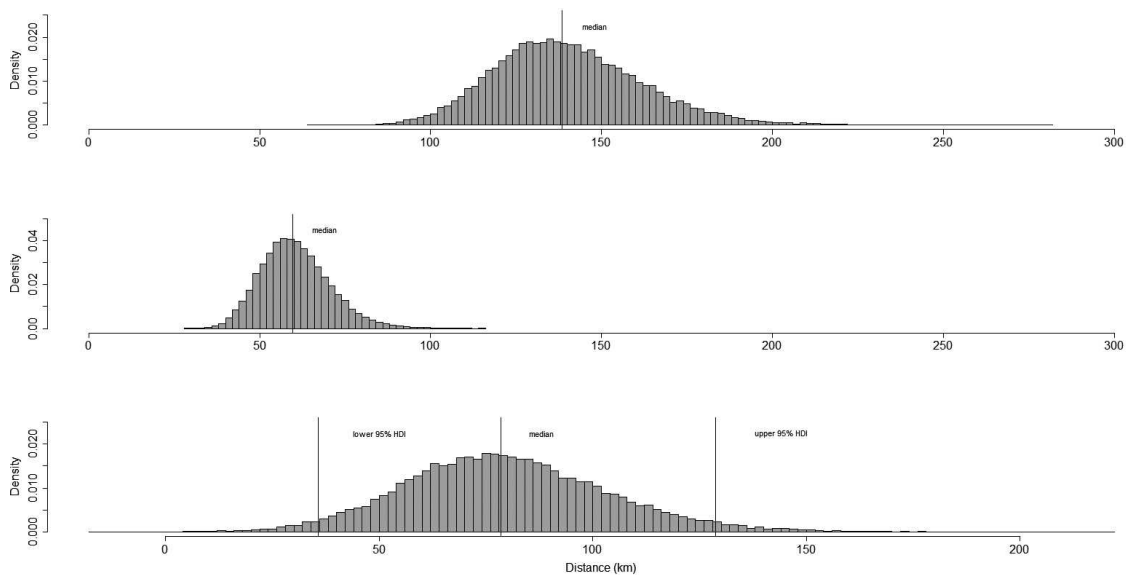 median
Density
0.000
0.010
0.020
0 50 100 150 200 250 300
median
Density
0.00
0.02
0.04
0 50 100 150 200 250 300
lower 95% HDI median upper 95% HDI
Density
0.000
0.010
0.020
0 50 100 150 200
Distance (km)